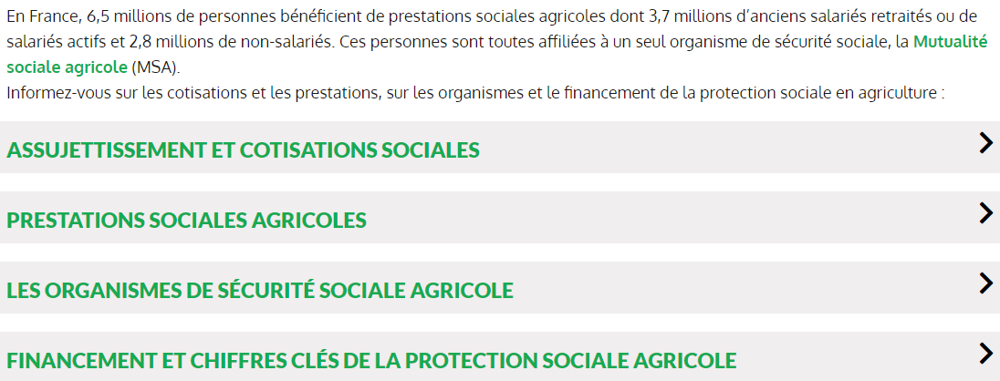 En France, 6,5 millions de personnes bénéficient de prestations sociales agricoles dont 3,7 millions d’anciens salariés retraités ou de
salariés actifs et 2,8 millions de non-salariés. Ces personnes sont toutes affiliées à un seul organisme de sécurité sociale, la Mutualité
sociale agricole (MSA).
Informez-vous sur les cotisations et les prestations, sur les organismes et le financement de la protection sociale en agriculture :
ASSUJETTISSEMENT ET COTISATIONS SOCIALES
PRESTATIONS SOCIALES AGRICOLES
LES ORGANISMES DE SÉCURITÉ SOCIALE AGRICOLE
FINANCEMENT ET CHIFFRES CLÉS DE LA PROTECTION SOCIALE AGRICOLE